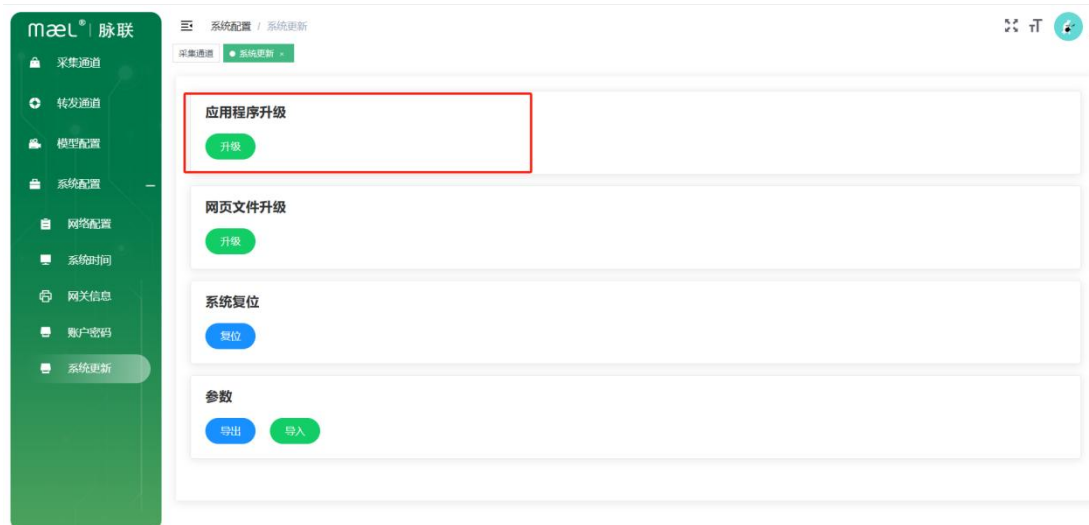 mæL® | 脉联
系统配置 / 系统更新
采集通道
系统更新 ×
采集通道
转发通道
模型配置
系统配置
网络配置
系统时间
网关信息
账户密码
系统更新
应用程序升级
升级
网页文件升级
升级
系统复位
复位
参数
导出 导入